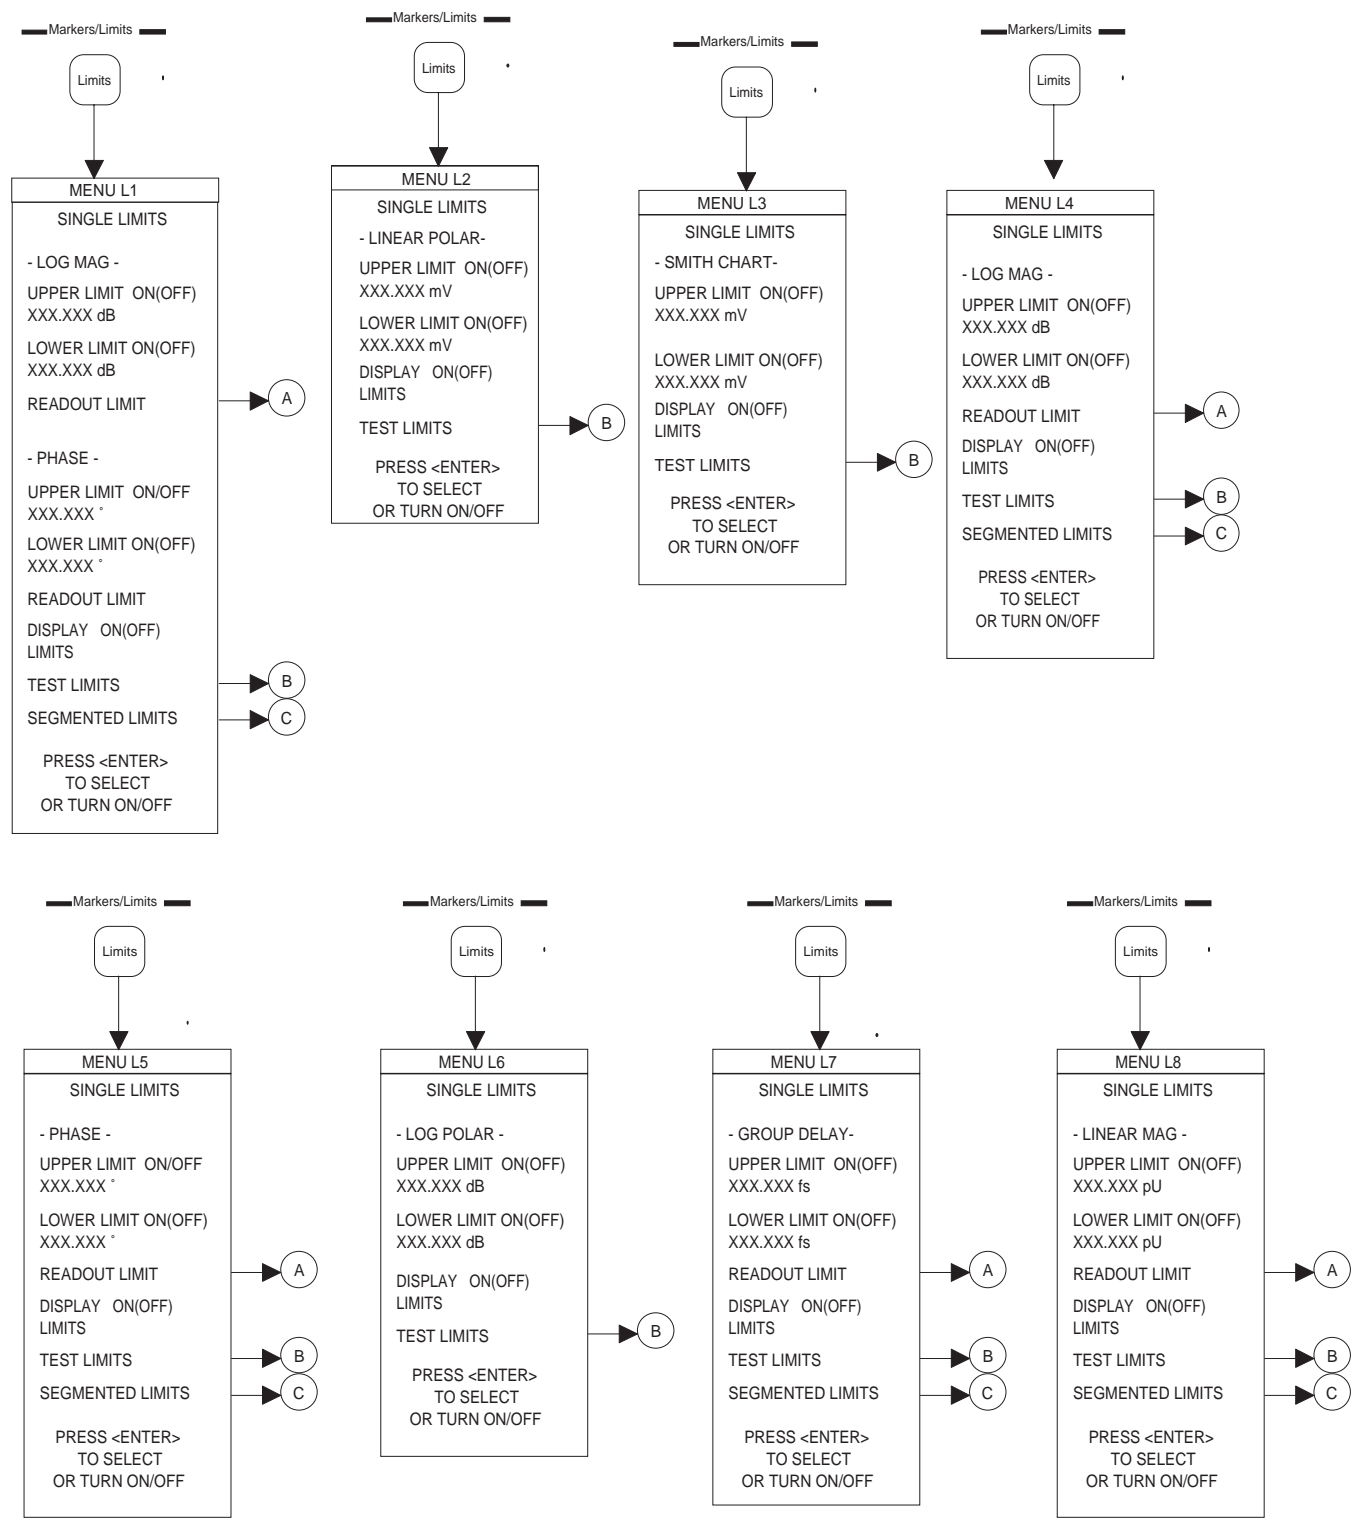 Markers/Limits
Limits
MENU L1
SINGLE LIMITS
- LOG MAG -
UPPER LIMIT ON(OFF)
XXX.XXX dB
LOWER LIMIT ON(OFF)
XXX.XXX dB
READOUT LIMIT
A
- PHASE -
UPPER LIMIT ON/OFF
XXX.XXX °
LOWER LIMIT ON(OFF)
XXX.XXX °
READOUT LIMIT
DISPLAY ON(OFF)
LIMITS
TEST LIMITS
B
SEGMENTED LIMITS
C
PRESS <ENTER>
TO SELECT
OR TURN ON/OFF
Markers/Limits
Limits
MENU L2
SINGLE LIMITS
- LINEAR POLAR-
UPPER LIMIT ON(OFF)
XXX.XXX mV
LOWER LIMIT ON(OFF)
XXX.XXX mV
DISPLAY ON(OFF)
LIMITS
TEST LIMITS
B
PRESS <ENTER>
TO SELECT
OR TURN ON/OFF
Markers/Limits
Limits
MENU L3
SINGLE LIMITS
- SMITH CHART-
UPPER LIMIT ON(OFF)
XXX.XXX mV
LOWER LIMIT ON(OFF)
XXX.XXX mV
DISPLAY ON(OFF)
LIMITS
TEST LIMITS
B
PRESS <ENTER>
TO SELECT
OR TURN ON/OFF
Markers/Limits
Limits
MENU L4
SINGLE LIMITS
- LOG MAG -
UPPER LIMIT ON(OFF)
XXX.XXX dB
LOWER LIMIT ON(OFF)
XXX.XXX dB
READOUT LIMIT
A
DISPLAY ON(OFF)
LIMITS
TEST LIMITS
B
SEGMENTED LIMITS
C
PRESS <ENTER>
TO SELECT
OR TURN ON/OFF
Markers/Limits
Limits
MENU L5
SINGLE LIMITS
- PHASE -
UPPER LIMIT ON/OFF
XXX.XXX °
LOWER LIMIT ON(OFF)
XXX.XXX °
READOUT LIMIT
A
DISPLAY ON(OFF)
LIMITS
TEST LIMITS
B
SEGMENTED LIMITS
C
PRESS <ENTER>
TO SELECT
OR TURN ON/OFF
Markers/Limits
Limits
MENU L6
SINGLE LIMITS
- LOG POLAR -
UPPER LIMIT ON(OFF)
XXX.XXX dB
LOWER LIMIT ON(OFF)
XXX.XXX dB
DISPLAY ON(OFF)
LIMITS
TEST LIMITS
B
PRESS <ENTER>
TO SELECT
OR TURN ON/OFF
Markers/Limits
Limits
MENU L7
SINGLE LIMITS
- GROUP DELAY-
UPPER LIMIT ON(OFF)
XXX.XXX fs
LOWER LIMIT ON(OFF)
XXX.XXX fs
READOUT LIMIT
A
DISPLAY ON(OFF)
LIMITS
TEST LIMITS
B
SEGMENTED LIMITS
C
PRESS <ENTER>
TO SELECT
OR TURN ON/OFF
Markers/Limits
Limits
MENU L8
SINGLE LIMITS
- LINEAR MAG -
UPPER LIMIT ON(OFF)
XXX.XXX pU
LOWER LIMIT ON(OFF)
XXX.XXX pU
READOUT LIMIT
A
DISPLAY ON(OFF)
LIMITS
TEST LIMITS
B
SEGMENTED LIMITS
C
PRESS <ENTER>
TO SELECT
OR TURN ON/OFF